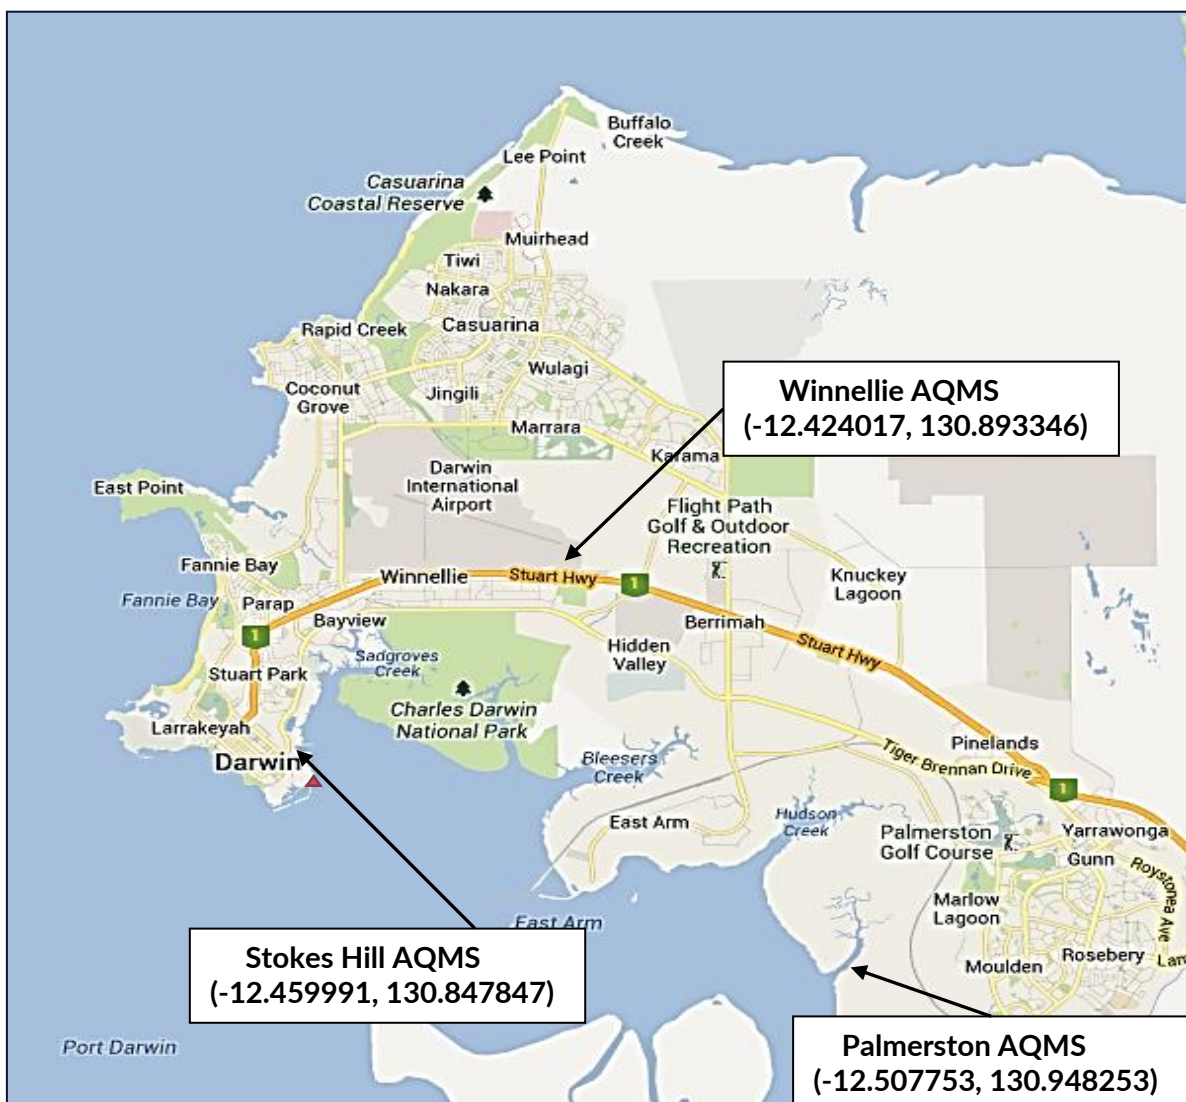 Buffalo
Creek
Lee Point
Casuarina
Coastal Reserve
Muirhead
Tiwi
Nakara
Casuarina
Rapid Creek
Wulagi
Coconut
Grove
Jingili
Marrara
Winnellie AQMS
(-12.424017, 130.893346)
Karama
Darwin
International
Airport
East Point
Flight Path
Golf & Outdoor
Recreation
Fannie Bay
Winnellie
Stuart Hwy
1
Knuckey
Lagoon
Fannie Bay
Parap
Bayview
1
Berrimah
Hidden
Valley
Stuart Hwy
Sadgroves
Creek
Stuart Park
Charles Darwin
National Park
Larrakeyah
Darwin
Bleesers
Creek
Pinelands
Tiger Brennan Drive
1
East Arm
Hudson
Creek
Palmerston
Golf Course
Yarrawonga
Gunn
Roystonea Ave
Marlow
Lagoon
East Arm
Stokes Hill AQMS
(-12.459991, 130.847847)
Moulden
Rosebery
Lam
Port Darwin
Palmerston AQMS
(-12.507753, 130.948253)